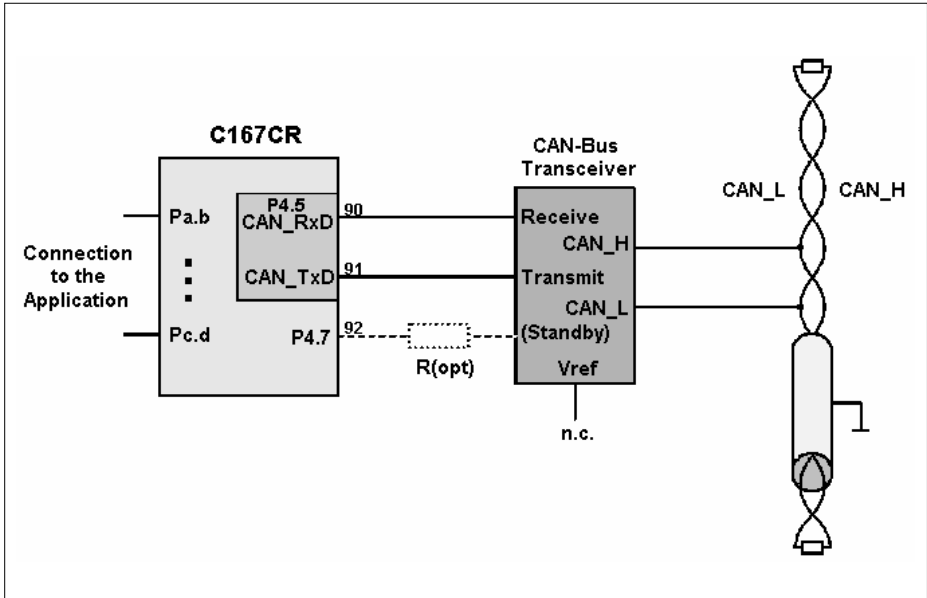 C167CR
CAN-Bus
Transceiver
CAN_L
CAN_H
P4.5
Pa.b
CAN_RxD
90
Receive
CAN_H
Connection
to the
Application
CAN_TxD
91
Transmit
CAN_L
Pc.d
P4.7
92
(Standby)
R(opt)
Vref
n.c.